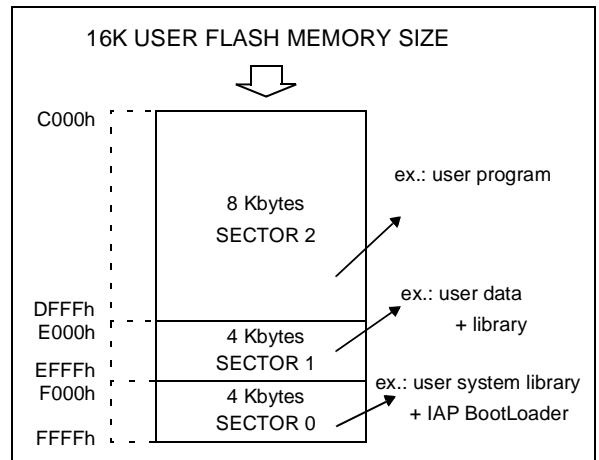 16K USER FLASH MEMORY SIZE
C000h
ex.: user program
8 Kbytes
SECTOR 2
DFFFh
E000h
ex.: user data
+ library
4 Kbytes
SECTOR 1
EFFFh
F000h
ex.: user system library
+ IAP BootLoader
4 Kbytes
SECTOR 0
FFFFh